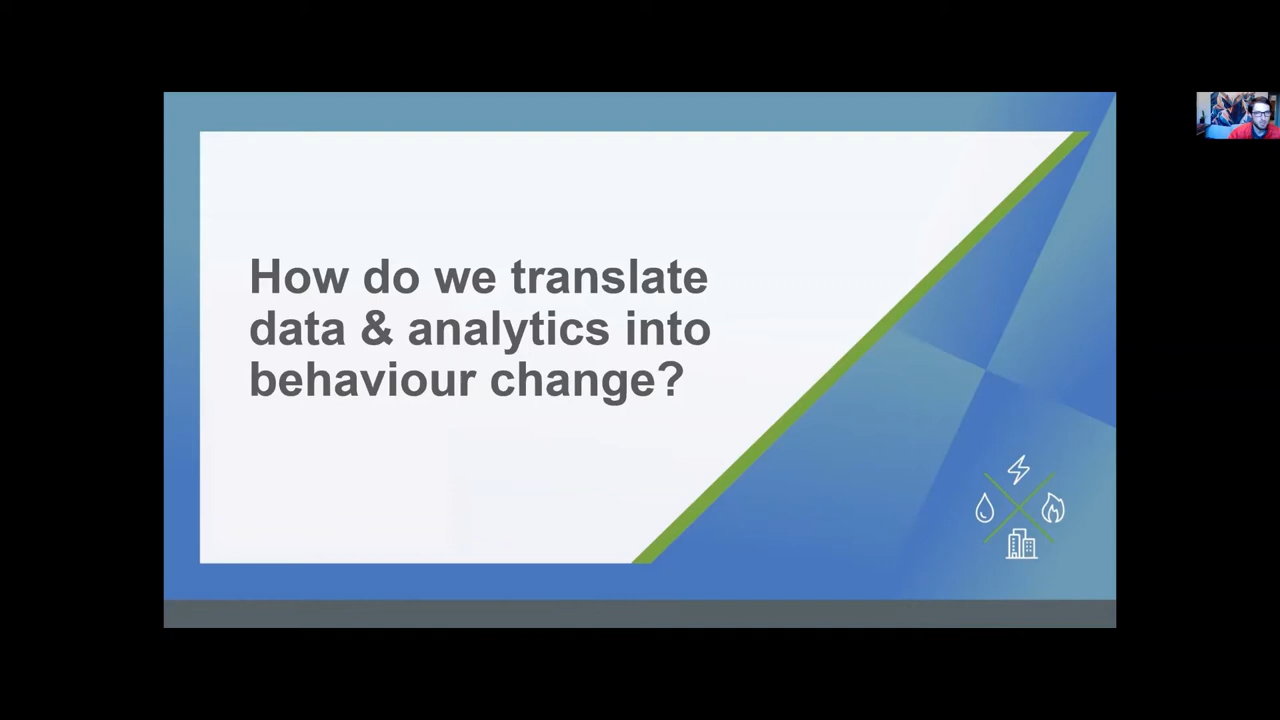 How do we translate
data & analytics into
behaviour change?